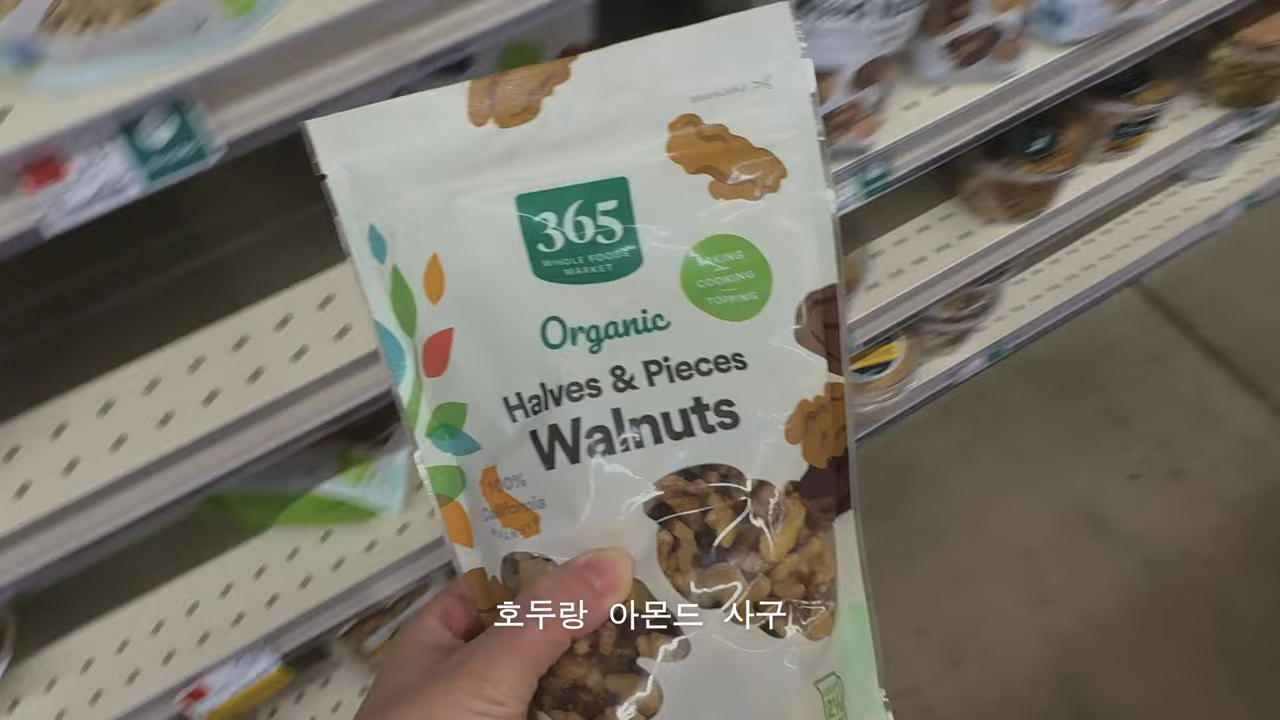 365
WHOLE FOODS
MARKET
BAKING
COOKING
TOPPING
Organic
Halves & Pieces
Walnuts
100%
California
호두랑 아몬드 사구